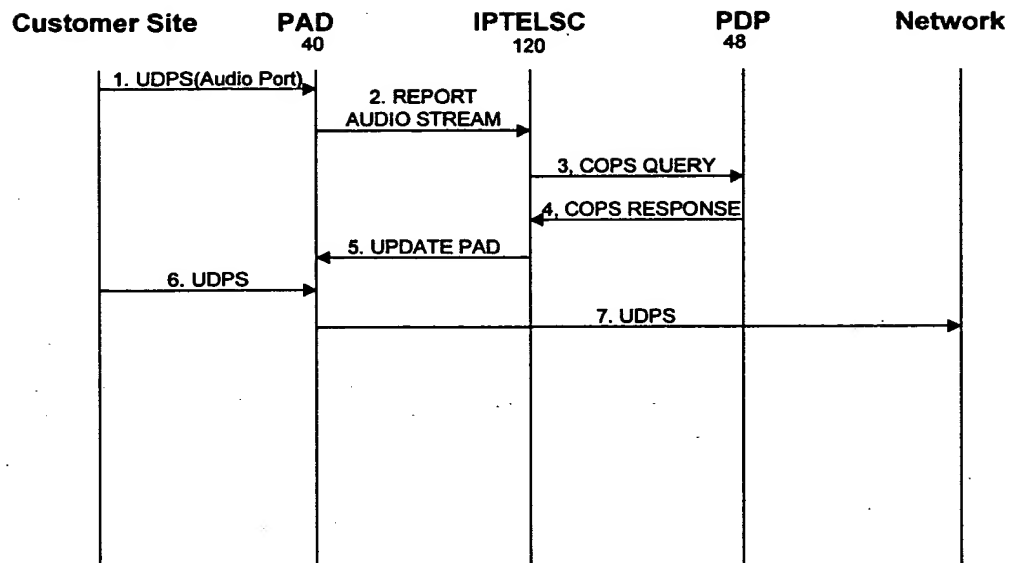 Customer Site PAD IPTELSC PDP Network
40 120 48
1. UDPS(Audio Port)
2. REPORT
AUDIO STREAM
3, COPS QUERY
4, COPS RESPONSE
5. UPDATE PAD
6. UDPS
7. UDPS